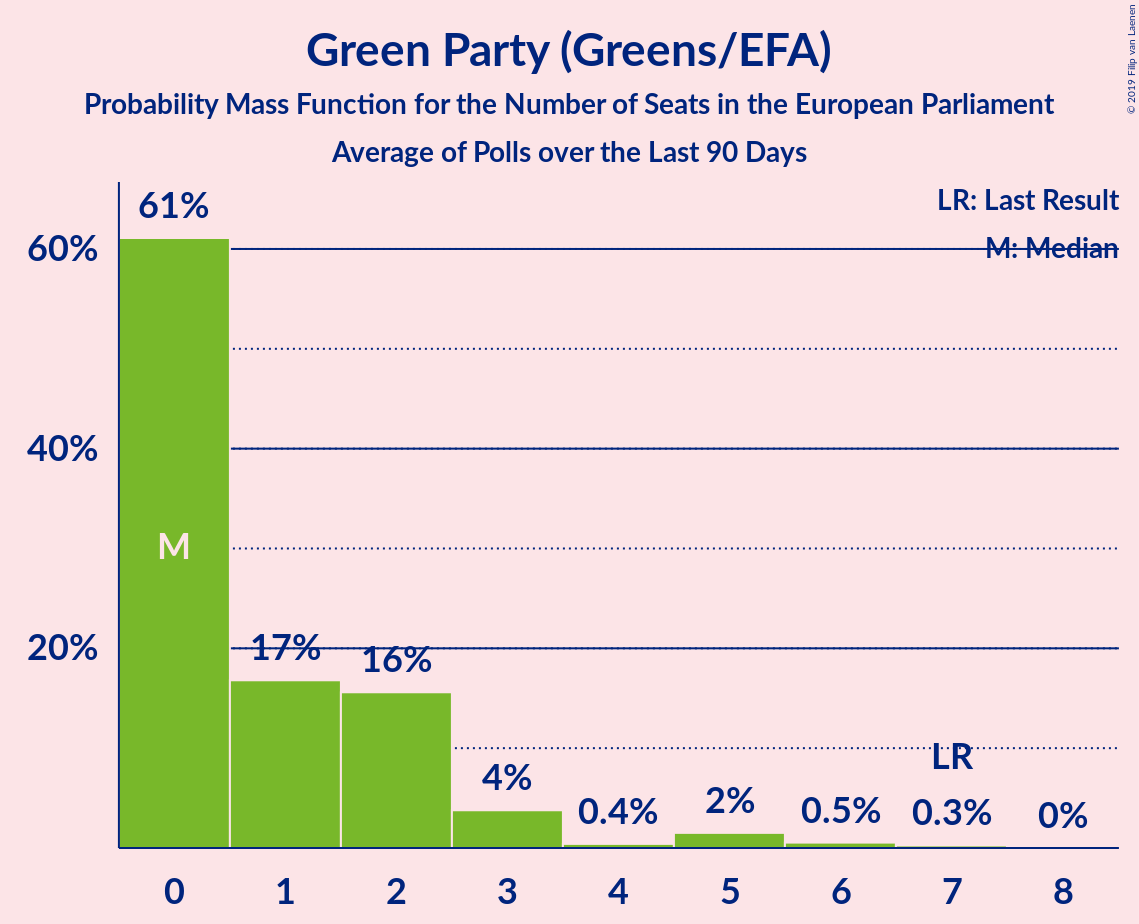 Green Party (Greens/EFA)
Probability Mass Function for the Number of Seats in the European Parliament
Average of Polls over the Last 90 Days
© 2019 Filip van Laenen
LR: Last Result
M: Median
61%
60%
40%
M
20%
17%
16%
LR
4%
0.4%
2%
0.5%
0.3%
0%
0 1 2 3 4 5 6 7 8